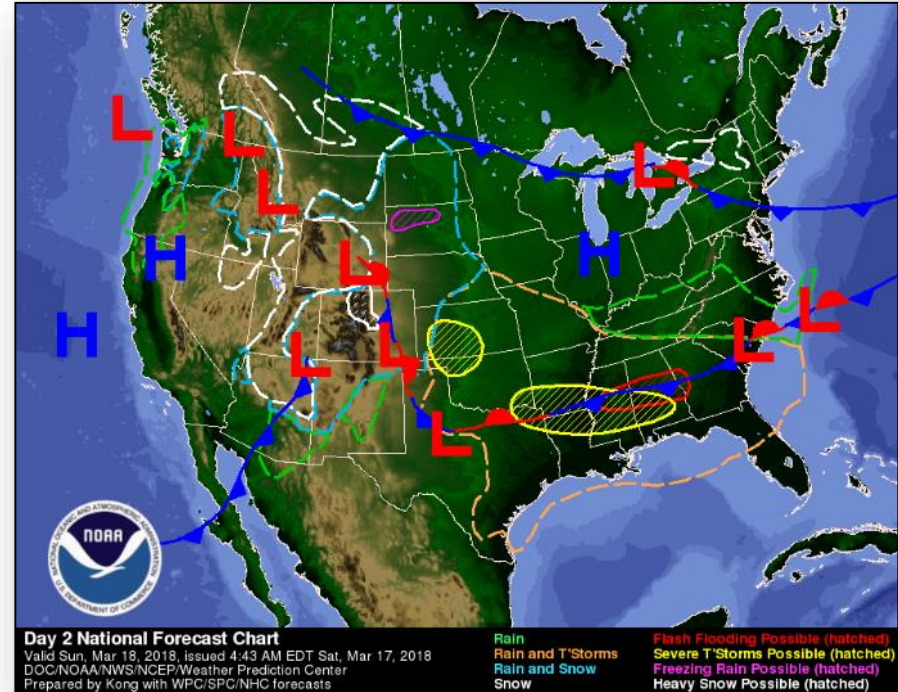 L
L
L
L
H
H
L
H
L
L
L
L
L
NATIONAL OCEANIC AND ATMOSPHERIC ADMINISTRATION
NOAA
U.S. DEPARTMENT OF COMMERCE
Day 2 National Forecast Chart
Valid Sun, Mar 18, 2018, issued 4:43 AM EDT Sat, Mar 17, 2018
DOC/NOAA/NWS/NCEP/Weather Prediction Center
Prepared by Kong with WPC/SPC/NHC forecasts
Rain
Rain and T'Storms
Rain and Snow
Snow
Flash Flooding Possible (hatched)
Severe T'Storms Possible (hatched)
Freezing Rain Possible (hatched)
Heavy Snow Possible (hatched)